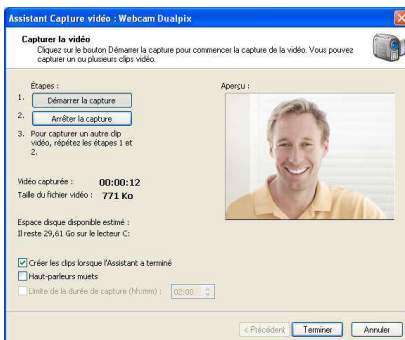 Assistant Capture vidéo : Webcam Dualpix
Capturer la vidéo
Cliquez sur le bouton Démarrer la capture pour commencer la capture de la vidéo. Vous pouvez
capturer un ou plusieurs clips vidéo.
Étapes :
Aperçu :
1. Démarrer la capture
2. Arrêter la capture
3. Pour capturer un autre clip
vidéo, répétez les étapes 1 et
2.
Vidéo capturée : 00:00:12
Taille du fichier vidéo : 771 Ko
Espace disque disponible estimé :
Il reste 29,61 Go sur le lecteur C:
Créer les clips lorsque l'Assistant a terminé
Haut-parleurs muets
Limite de la durée de capture (hh:mm) : 02:00
< Précédent Terminer Annuler